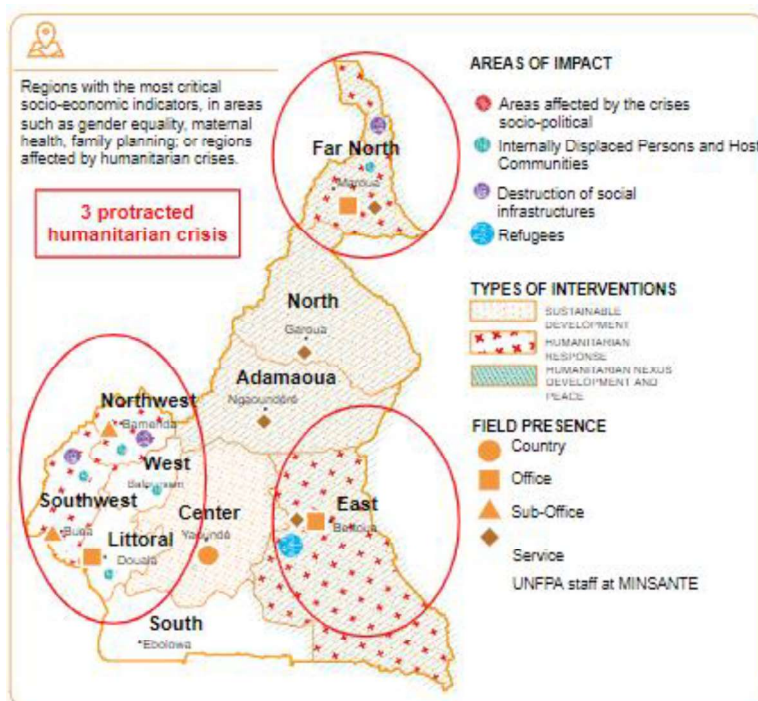 Regions with the most critical
socio-economic indicators, in areas
such as gender equality, maternal
health, family planning; or regions
affected by humanitarian crises.
3 protracted
humanitarian crisis
Far North
Maroua
North
Garoua
Adamaoua
Ngaoundéré
Northwest
Bamenda
West
Bafoussam
Southwest
Buea
Littoral
Douala
Center
Yaoundé
East
Bertoua
South
Ebolowa
AREAS OF IMPACT
Areas affected by the crises
socio-political
Internally Displaced Persons and Host
Communities
Destruction of social
infrastructures
Refugees
TYPES OF INTERVENTIONS
SUSTAINABLE
DEVELOPMENT
HUMANITARIAN
RESPONSE
HUMANITARIAN NEXUS
DEVELOPMENT AND
PEACE
FIELD PRESENCE
Country
Office
Sub-Office
Service
UNFPA staff at MINSANTE